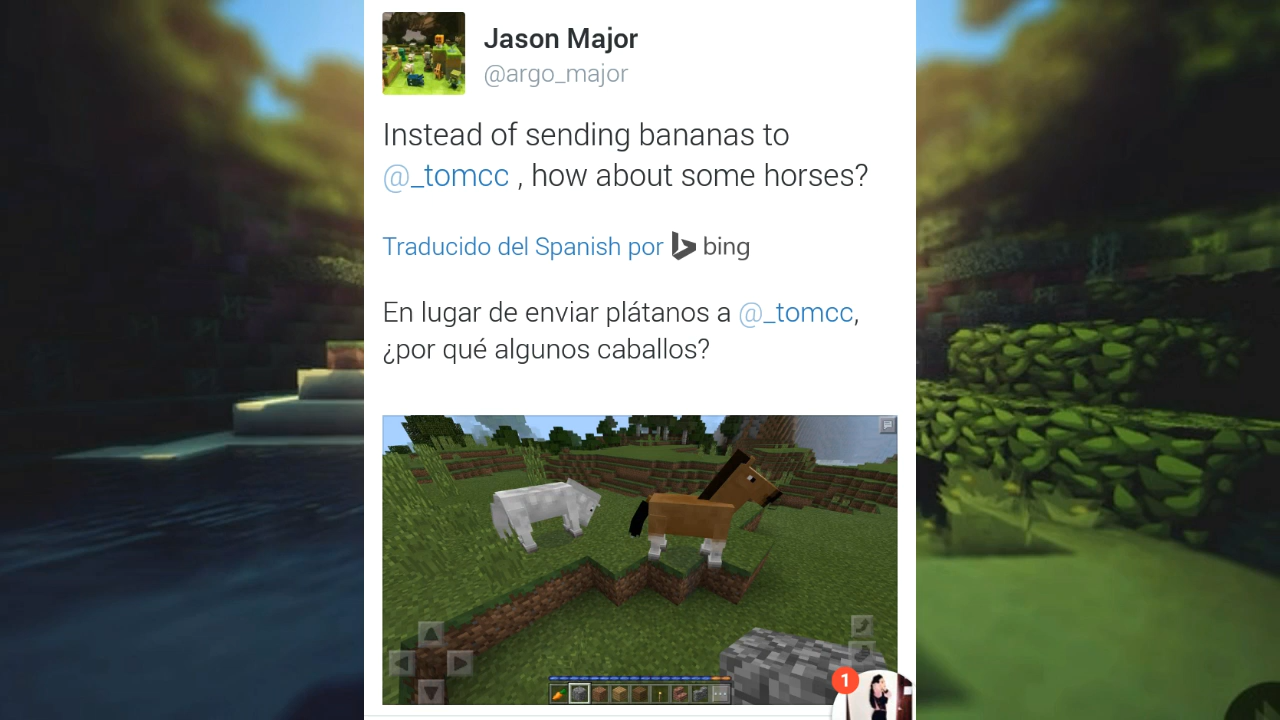 Jason Major
@argo_major
Instead of sending bananas to
@_tomcc , how about some horses?
Traducido del Spanish por bing
En lugar de enviar plátanos a @_tomcc,
¿por qué algunos caballos?
1